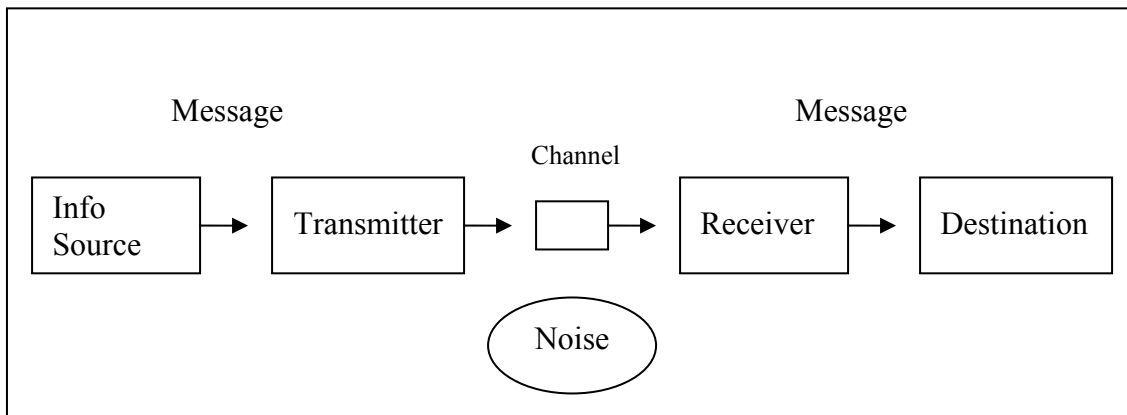 Message
Message
Channel
Info
Source
Transmitter
Receiver
Destination
Noise